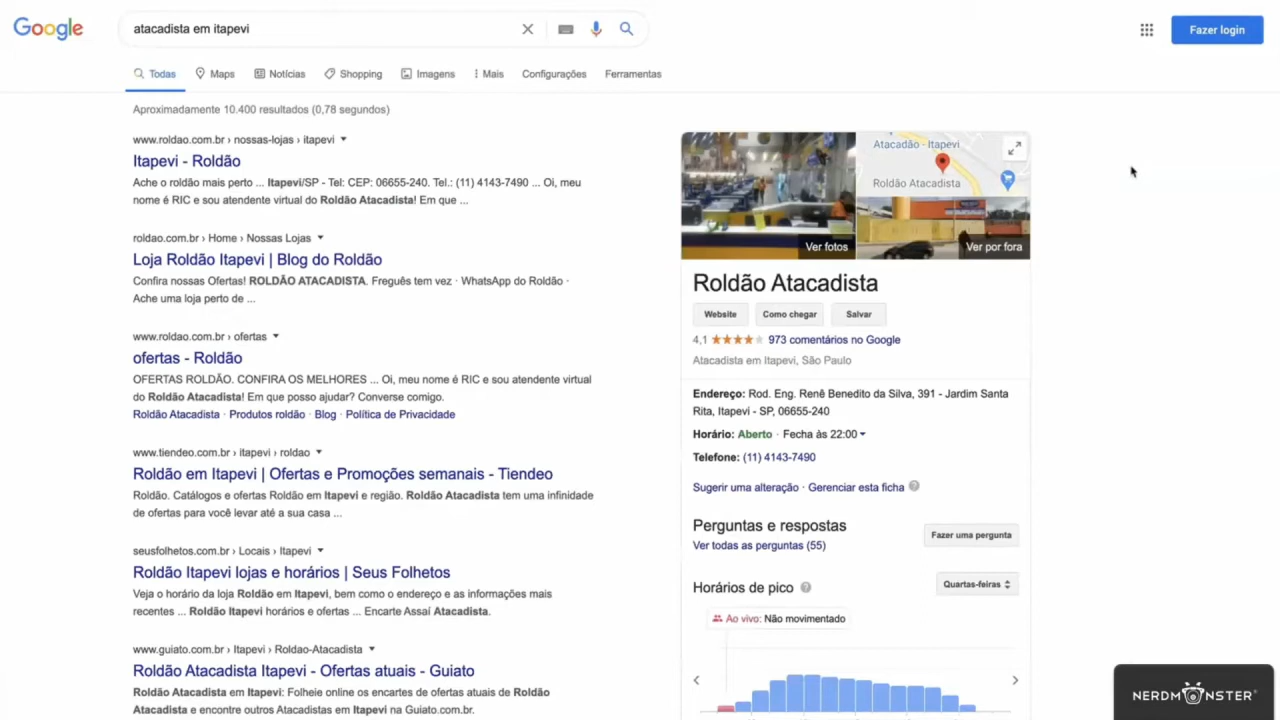 Google
atacadista em itapevi
Fazer login
Todas
Maps
Notícias
Shopping
Imagens
Mais
Configurações
Ferramentas
Aproximadamente 10.400 resultados (0,78 segundos)
www.roldao.com.br › nossas-lojas › itapevi
Itapevi - Roldão
Ache o roldão mais perto ... Itapevi/SP - Tel: CEP: 06655-240. Tel.: (11) 4143-7490 ... Oi, meu
nome é RIC e sou atendente virtual do Roldão Atacadista! Em que ...
roldao.com.br › Home › Nossas Lojas
Loja Roldão Itapevi | Blog do Roldão
Confira nossas Ofertas! ROLDÃO ATACADISTA. Freguês tem vez · WhatsApp do Roldão ·
Ache uma loja perto de ...
www.roldao.com.br › ofertas
ofertas - Roldão
OFERTAS ROLDÃO. CONFIRA OS MELHORES ... Oi, meu nome é RIC e sou atendente virtual
do Roldão Atacadista! Em que posso ajudar? Converse comigo.
Roldão Atacadista · Produtos roldão · Blog · Política de Privacidade
www.tiendeo.com.br › itapevi › roldao
Roldão em Itapevi | Ofertas e Promoções semanais - Tiendeo
Roldão. Catálogos e ofertas Roldão em Itapevi e região. Roldão Atacadista tem uma infinidade
de ofertas para você levar até a sua casa ...
seusfolhetos.com.br › Locais › Itapevi
Roldão Itapevi lojas e horários | Seus Folhetos
Veja o horário da loja Roldão em Itapevi, bem como o endereço e as informações mais
recentes ... Roldão Itapevi horários e ofertas ... Encarte Assaí Atacadista.
www.guiato.com.br › Itapevi › Roldao-Atacadista
Roldão Atacadista Itapevi - Ofertas atuais - Guiato
Roldão Atacadista em Itapevi: Folheie online os encartes de ofertas atuais de Roldão
Atacadista e encontre outros Atacadistas em Itapevi na Guiato.com.br.
Atacadão - Itapevi
Roldão Atacadista
Ver fotos
Ver por fora
Roldão Atacadista
Website
Como chegar
Salvar
4,1 973 comentários no Google
Atacadista em Itapevi, São Paulo
Endereço: Rod. Eng. Renê Benedito da Silva, 391 - Jardim Santa
Rita, Itapevi - SP, 06655-240
Horário: Aberto · Fecha às 22:00
Telefone: (11) 4143-7490
Sugerir uma alteração · Gerenciar esta ficha ?
Perguntas e respostas
Ver todas as perguntas (55)
Fazer uma pergunta
Horários de pico ?
Quartas-feiras
Ao vivo: Não movimentado
NERDMONSTER